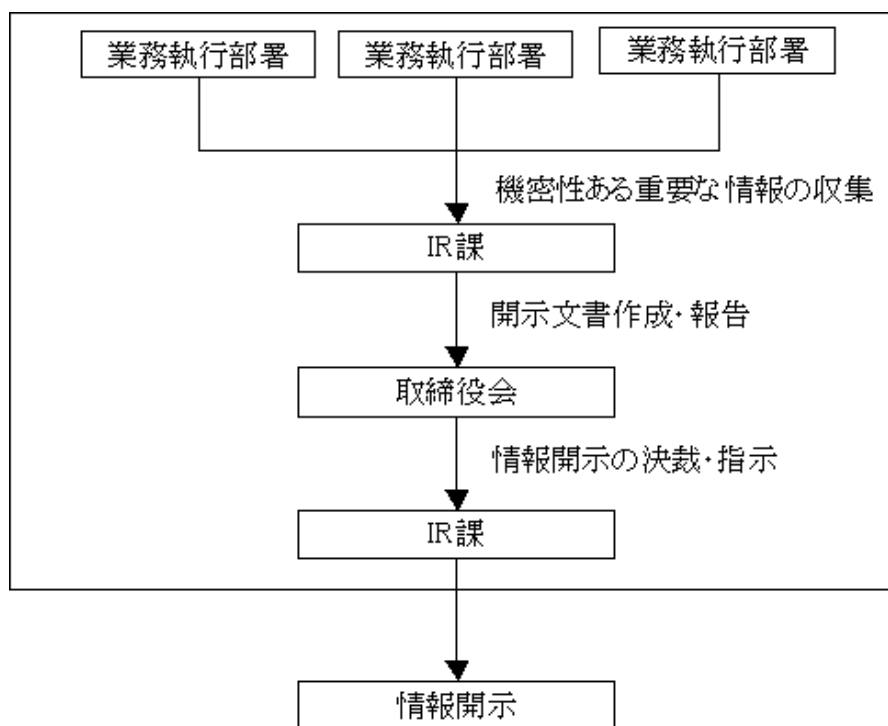 業務執行部署
業務執行部署
業務執行部署
機密性ある重要な情報の収集
IR課
開示文書作成・報告
取締役会
情報開示の決裁・指示
IR課
情報開示